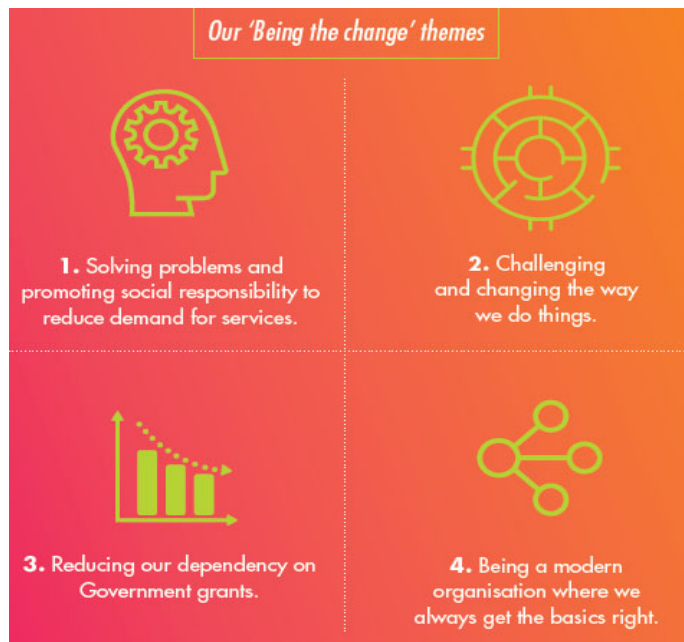 Our ‘Being the change’ themes
1. Solving problems and
promoting social responsibility to
reduce demand for services.
2. Challenging
and changing the way
we do things.
3. Reducing our dependency on
Government grants.
4. Being a modern
organisation where we
always get the basics right.